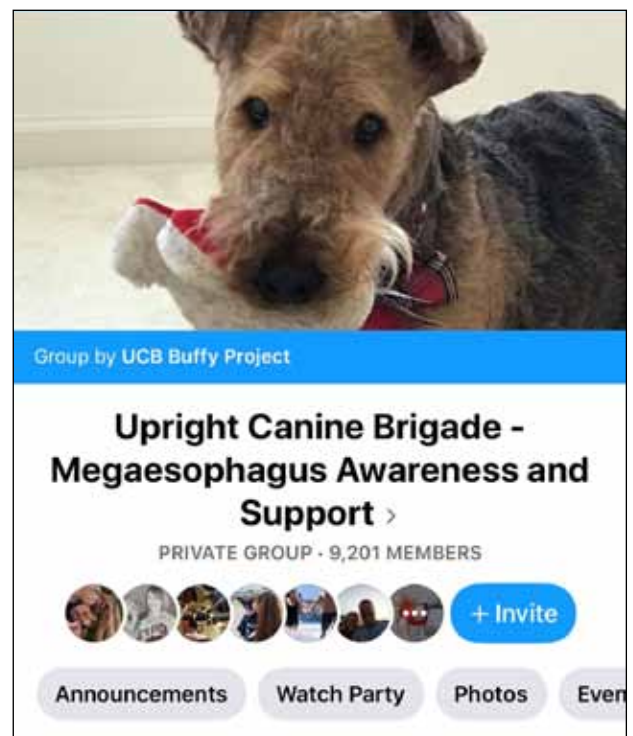 Group by UCB Buffy Project
Upright Canine Brigade -
Megaesophagus Awareness and
Support >
PRIVATE GROUP · 9,201 MEMBERS
+ Invite
Announcements Watch Party Photos Even